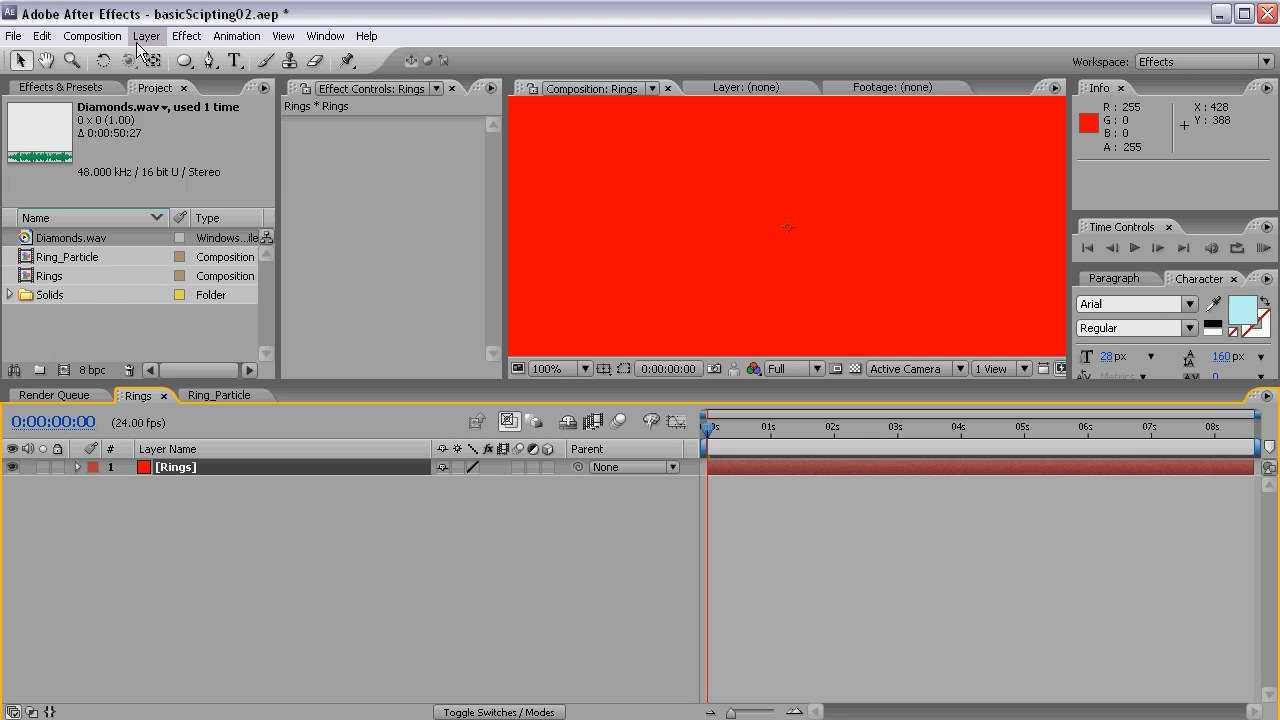 Adobe After Effects - basicScipting02.aep *
File Edit Composition Layer Effect Animation View Window Help
Workspace: Effects
Effects & Presets Project
Diamonds.wav, used 1 time
0 x 0 (1.00)
Δ 0:00:50:27
48.000 kHz / 16 bit U / Stereo
Name Type
Diamonds.wav Windows...ile
Ring_Particle Composition
Rings Composition
Solids Folder
8 bpc
Effect Controls: Rings
Rings * Rings
Composition: Rings Layer: (none) Footage: (none)
100% 0:00:00:00 Full Active Camera 1 View
Info
R: 255 X: 428
G: 0 Y: 388
B: 0
A: 255
Time Controls
Paragraph Character
Arial
Regular
28 px 160 px
Metrics 0
Render Queue Rings Ring_Particle
0:00:00:00 (24.00 fps)
01s 02s 03s 04s 05s 06s 07s 08s
# Layer Name Parent
1 [Rings] None
Toggle Switches / Modes